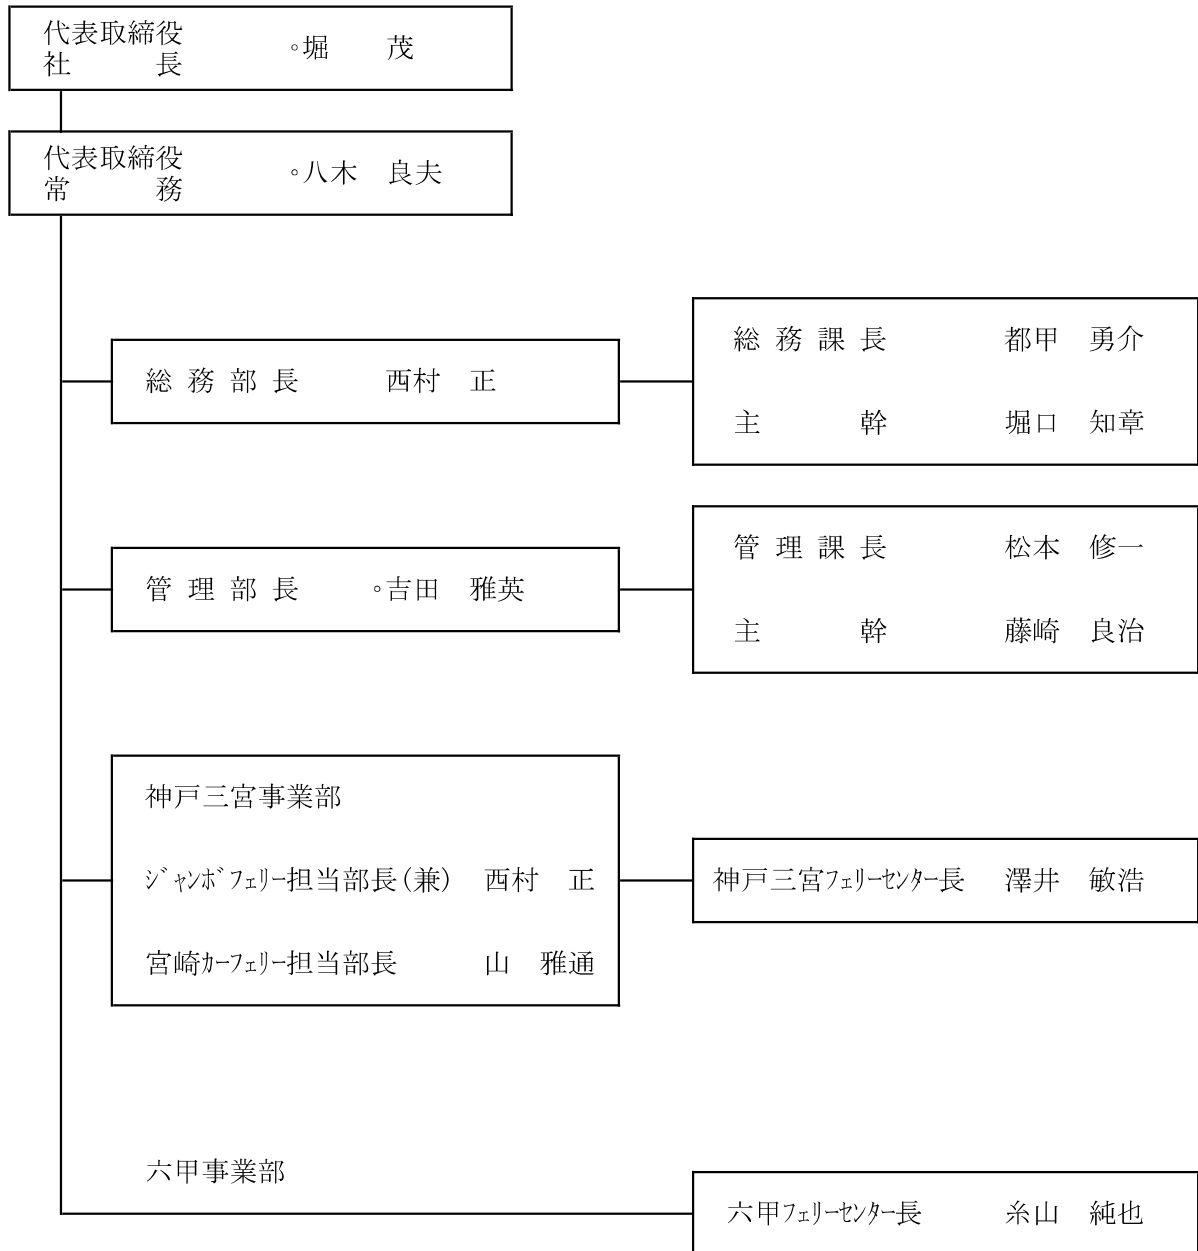 代表取締役
社　　　長　　　　◦堀　　茂
代表取締役
常　　　務　　　　◦八木　良夫
総 務 部 長　　　西村　正
総 務 課 長　　　　都甲　勇介
主　　　　幹　　　　堀口　知章
管 理 部 長　　　◦吉田　雅英
管 理 課 長　　　　松本　修一
主　　　　幹　　　　藤崎　良治
神戸三宮事業部
ｼﾞｬﾝﾎﾞﾌｪﾘｰ担当部長(兼)　西村　正
宮崎ｶｰﾌｪﾘｰ担当部長　　　山　雅通
神戸三宮ﾌｪﾘｰｾﾝﾀｰ長　澤井　敏浩
六甲事業部
六甲ﾌｪﾘｰｾﾝﾀｰ長　　　糸山　純也